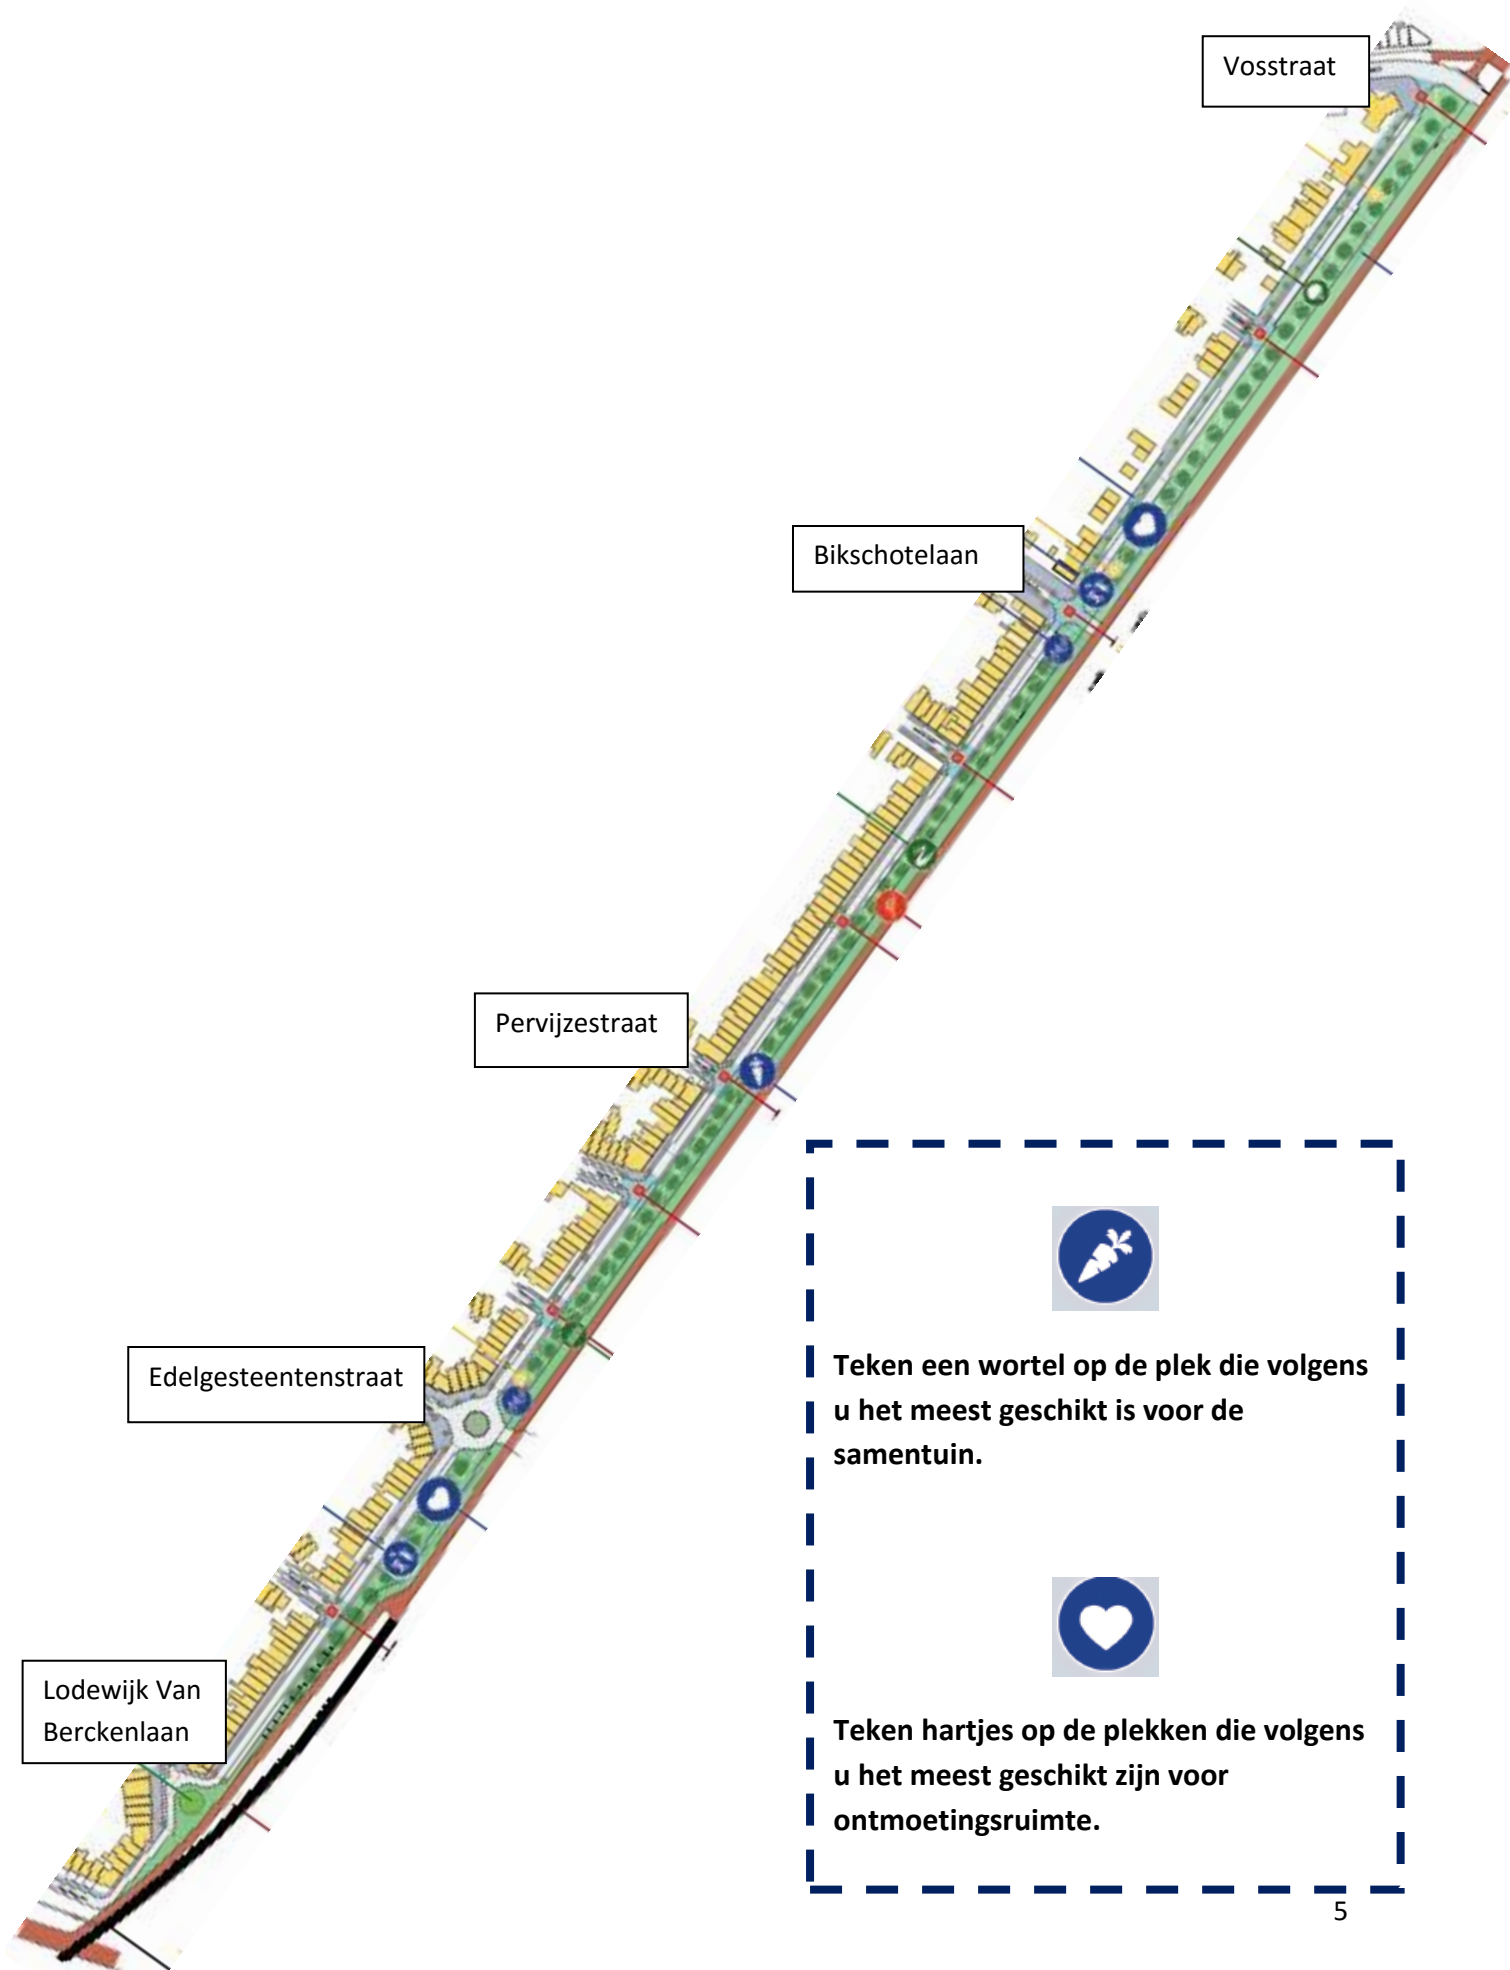 Vosstraat
Bikschotelaan
Pervijzestraat
Edelgesteentenstraat
Lodewijk Van
Berckenlaan
Teken een wortel op de plek die volgens
u het meest geschikt is voor de
samentuin.
Teken hartjes op de plekken die volgens
u het meest geschikt zijn voor
ontmoetingsruimte.
5